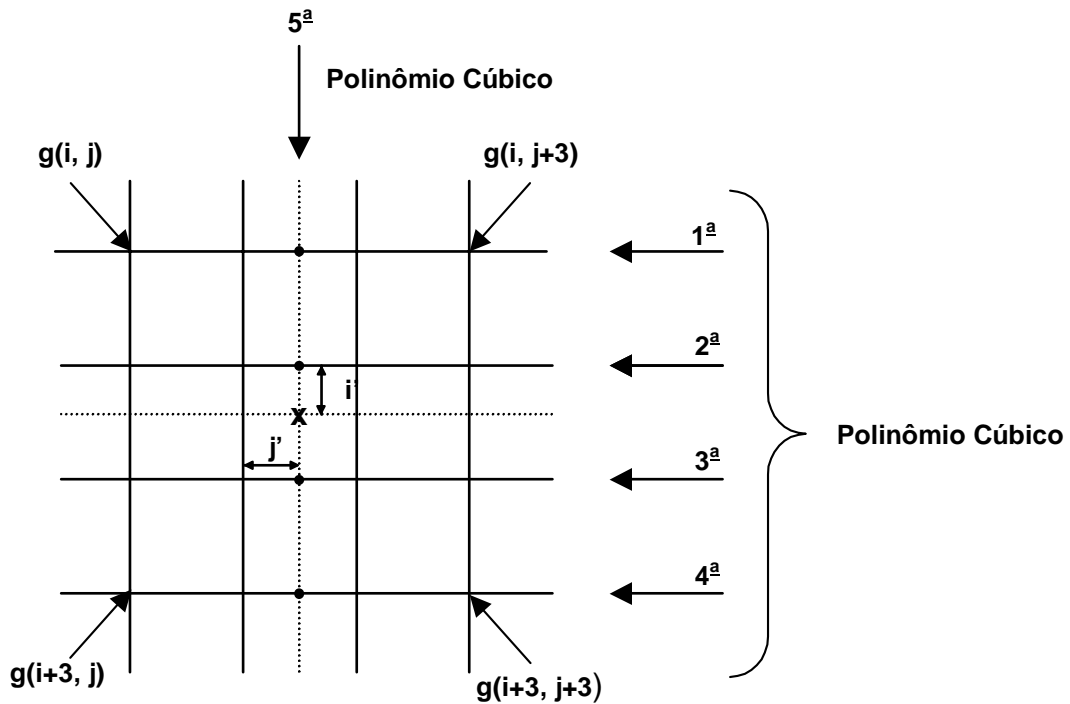 5ª
Polinômio Cúbico
g(i, j)
g(i, j+3)
1ª
2ª
i'
x
j’
Polinômio Cúbico
3ª
4ª
g(i+3, j)
g(i+3, j+3)